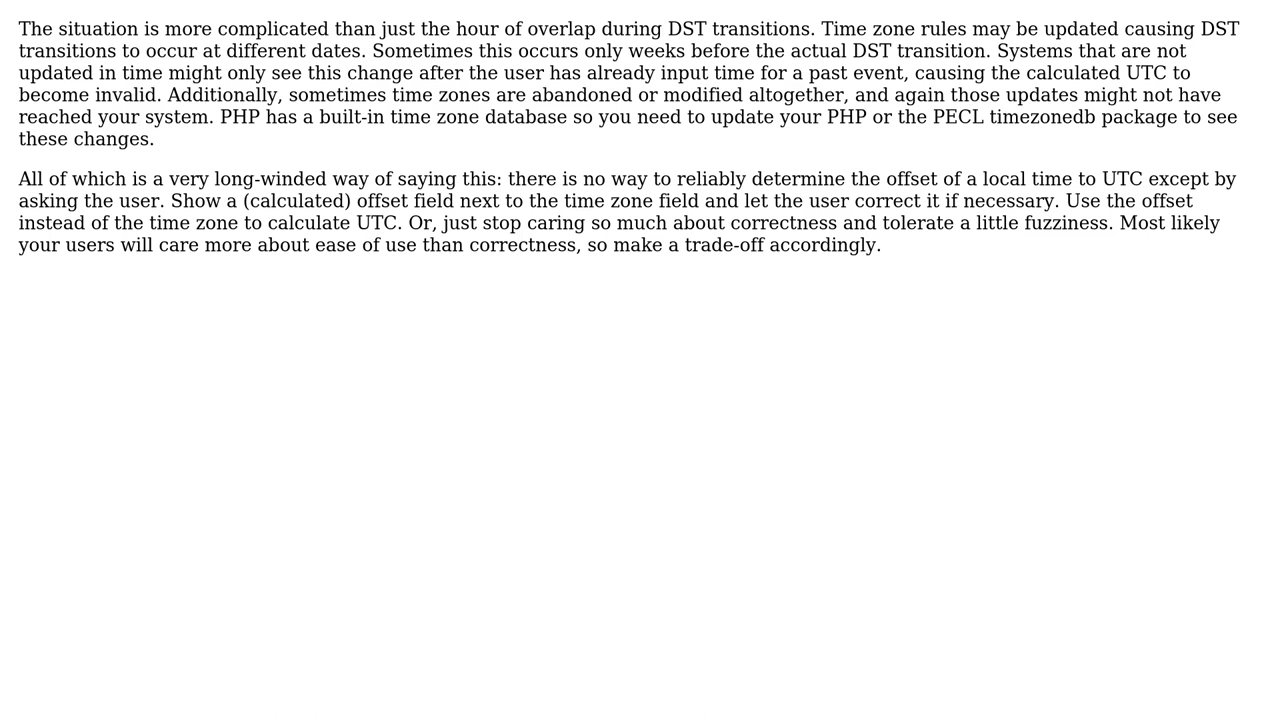 The situation is more complicated than just the hour of overlap during DST transitions. Time zone rules may be updated causing DST
transitions to occur at different dates. Sometimes this occurs only weeks before the actual DST transition. Systems that are not
updated in time might only see this change after the user has already input time for a past event, causing the calculated UTC to
become invalid. Additionally, sometimes time zones are abandoned or modified altogether, and again those updates might not have
reached your system. PHP has a built-in time zone database so you need to update your PHP or the PECL timezonedb package to see
these changes.
All of which is a very long-winded way of saying this: there is no way to reliably determine the offset of a local time to UTC except by
asking the user. Show a (calculated) offset field next to the time zone field and let the user correct it if necessary. Use the offset
instead of the time zone to calculate UTC. Or, just stop caring so much about correctness and tolerate a little fuzziness. Most likely
your users will care more about ease of use than correctness, so make a trade-off accordingly.